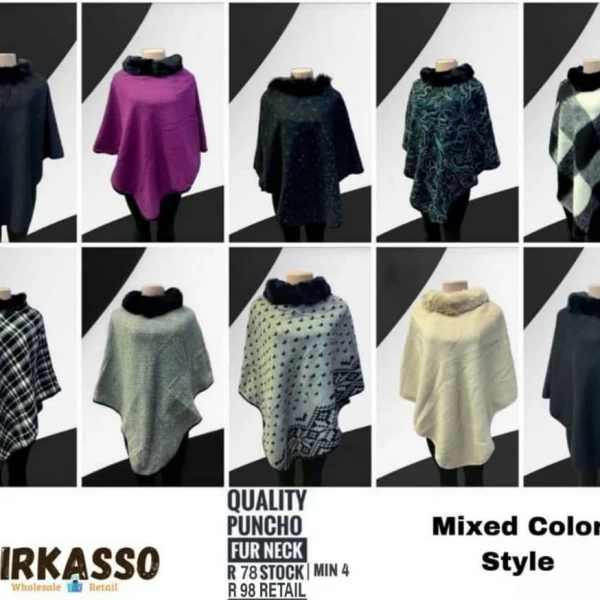 QUALITY
PUNCHO
FUR NECK
R 78 STOCK | MIN 4
R 98 RETAIL
IRKASSO
Wholesale Retail
Mixed Color
Style